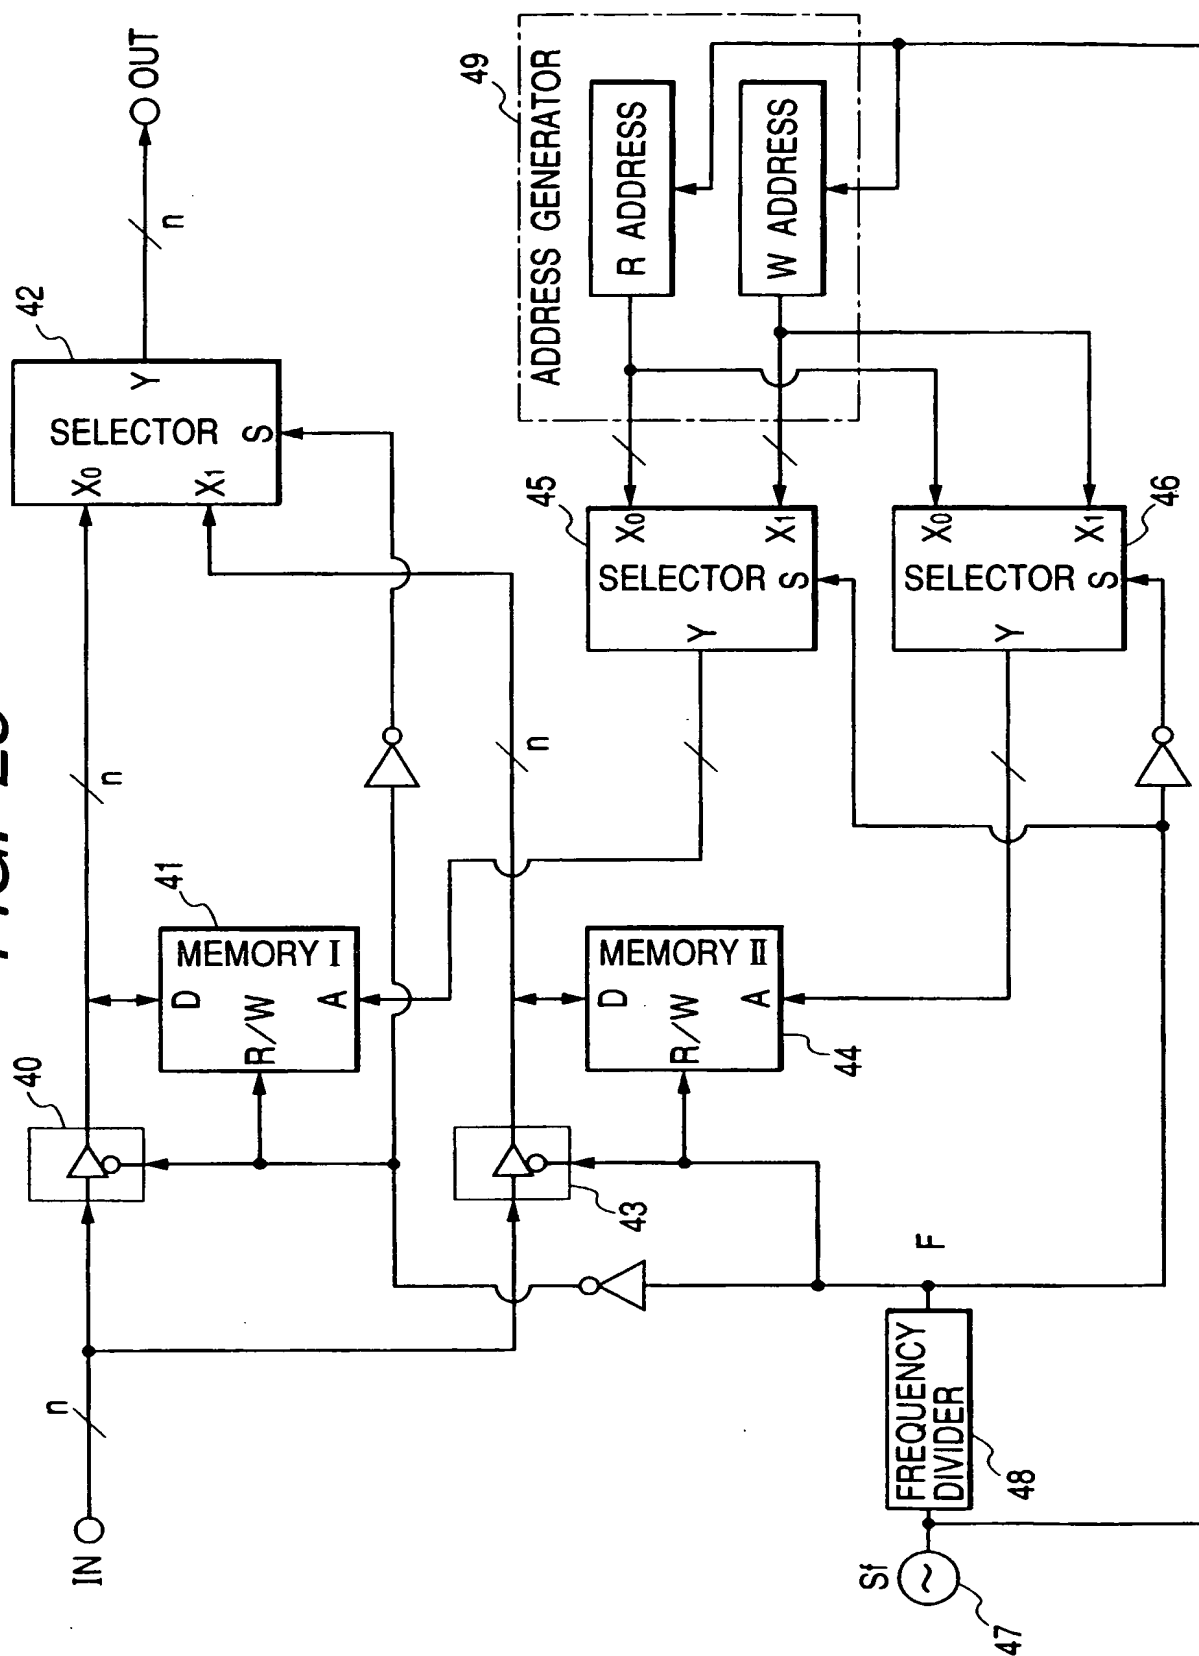 IN
n
40
n
D
MEMORY I
R/W
A
41
X0
X1
SELECTOR
Y
S
42
n
OUT
43
n
D
MEMORY II
R/W
A
44
45
X0
X1
SELECTOR
Y
S
X0
X1
SELECTOR
Y
S
46
49
ADDRESS GENERATOR
R ADDRESS
W ADDRESS
Sf
~
47
FREQUENCY
DIVIDER
48
F